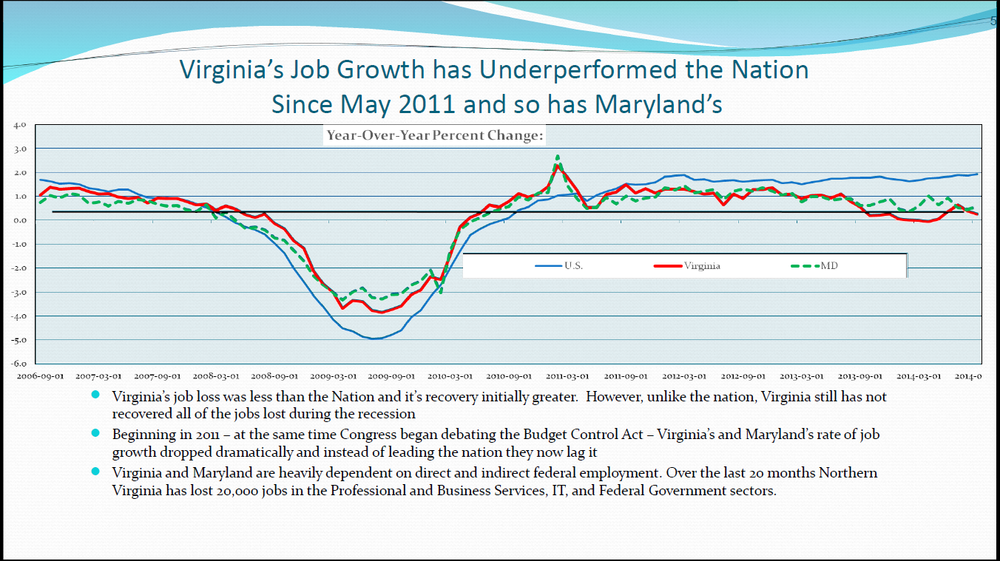 5
Virginia’s Job Growth has Underperformed the Nation
Since May 2011 and so has Maryland’s
Year-Over-Year Percent Change:
4.0
3.0
2.0
1.0
0.0
-1.0
-2.0
-3.0
-4.0
-5.0
-6.0
U.S. Virginia MD
2006-09-01 2007-03-01 2007-09-01 2008-03-01 2008-09-01 2009-03-01 2009-09-01 2010-03-01 2010-09-01 2011-03-01 2011-09-01 2012-03-01 2012-09-01 2013-03-01 2013-09-01 2014-03-01 2014-0
Virginia’s job loss was less than the Nation and it’s recovery initially greater. However, unlike the nation, Virginia still has not
recovered all of the jobs lost during the recession
Beginning in 2011 – at the same time Congress began debating the Budget Control Act – Virginia’s and Maryland’s rate of job
growth dropped dramatically and instead of leading the nation they now lag it
Virginia and Maryland are heavily dependent on direct and indirect federal employment. Over the last 20 months Northern
Virginia has lost 20,000 jobs in the Professional and Business Services, IT, and Federal Government sectors.